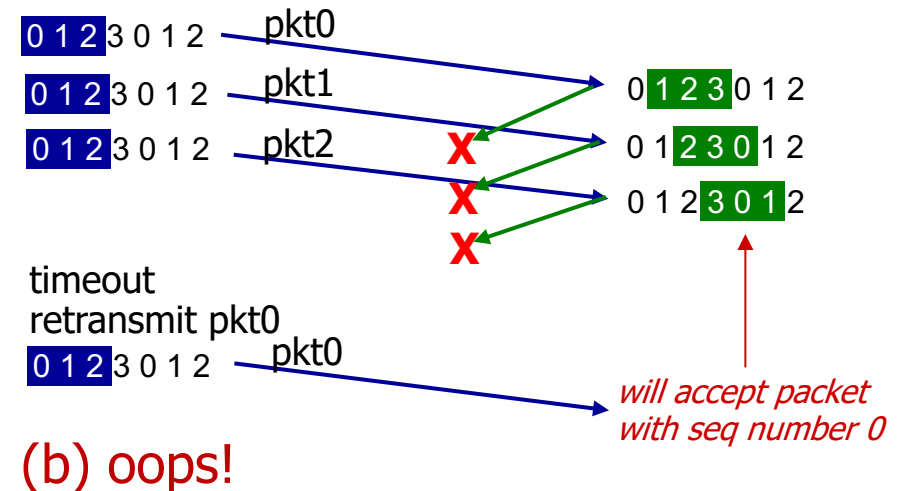 0 1 2 3 0 1 2 pkt0
0 1 2 3 0 1 2
0 1 2 3 0 1 2 pkt1
X 0 1 2 3 0 1 2
0 1 2 3 0 1 2 pkt2
X 0 1 2 3 0 1 2
X
timeout
retransmit pkt0
0 1 2 3 0 1 2 pkt0
will accept packet
with seq number 0
(b) oops!